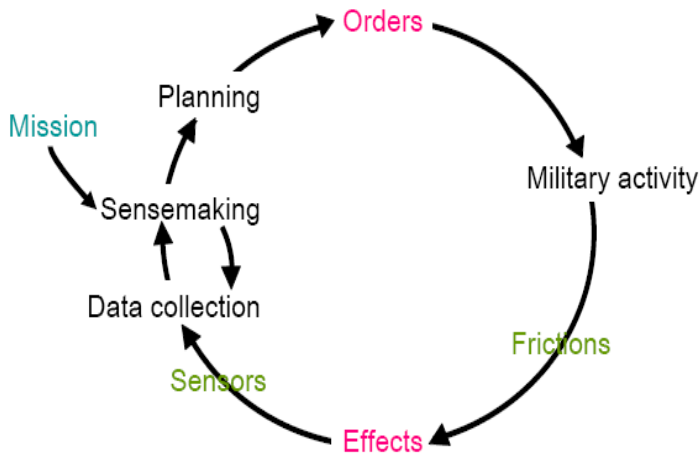 Orders
Planning
Mission
Military activity
Sensemaking
Data collection
Frictions
Sensors
Effects